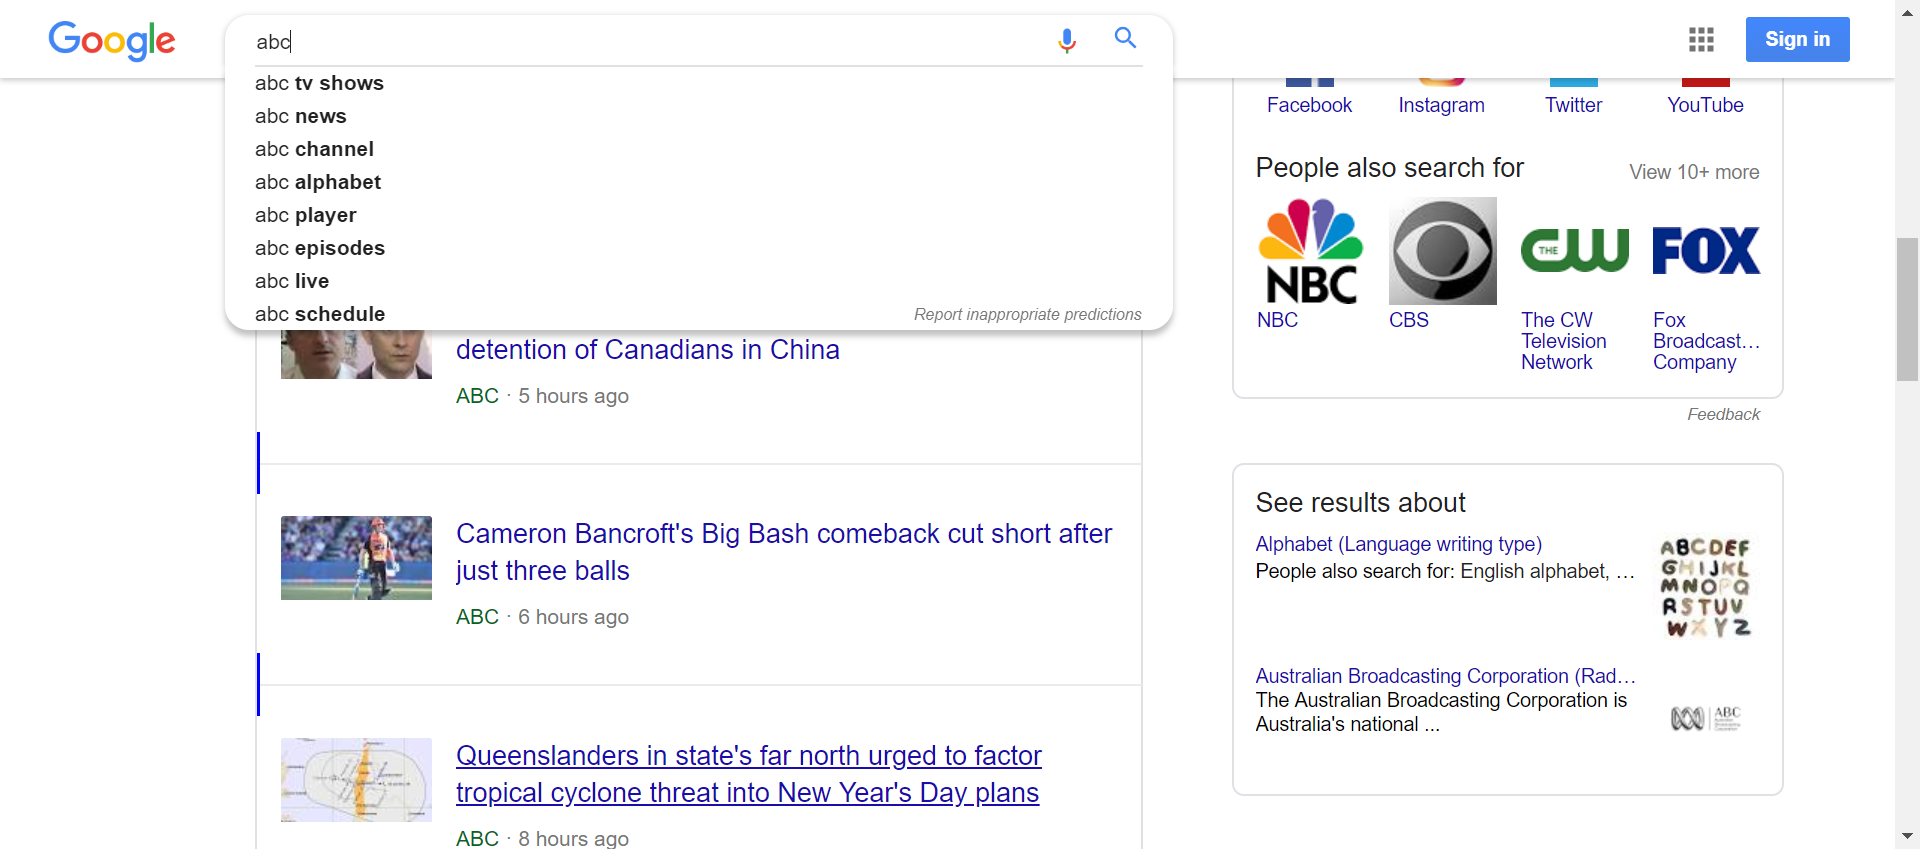 Google
abc
Sign in
abc tv shows
abc news
abc channel
abc alphabet
abc player
abc episodes
abc live
abc schedule
Report inappropriate predictions
detention of Canadians in China
ABC · 5 hours ago
Cameron Bancroft's Big Bash comeback cut short after
just three balls
ABC · 6 hours ago
Queenslanders in state's far north urged to factor
tropical cyclone threat into New Year's Day plans
ABC · 8 hours ago
Facebook Instagram Twitter YouTube
People also search for View 10+ more
NBC
THE CW
FOX
NBC
CBS
The CW
Television
Network
Fox
Broadcast...
Company
Feedback
See results about
Alphabet (Language writing type)
People also search for: English alphabet, ...
ABCDEF
GHIJKL
MNOPQ
RSTUV
WXYZ
Australian Broadcasting Corporation (Rad...
The Australian Broadcasting Corporation is
Australia's national ...
ABC